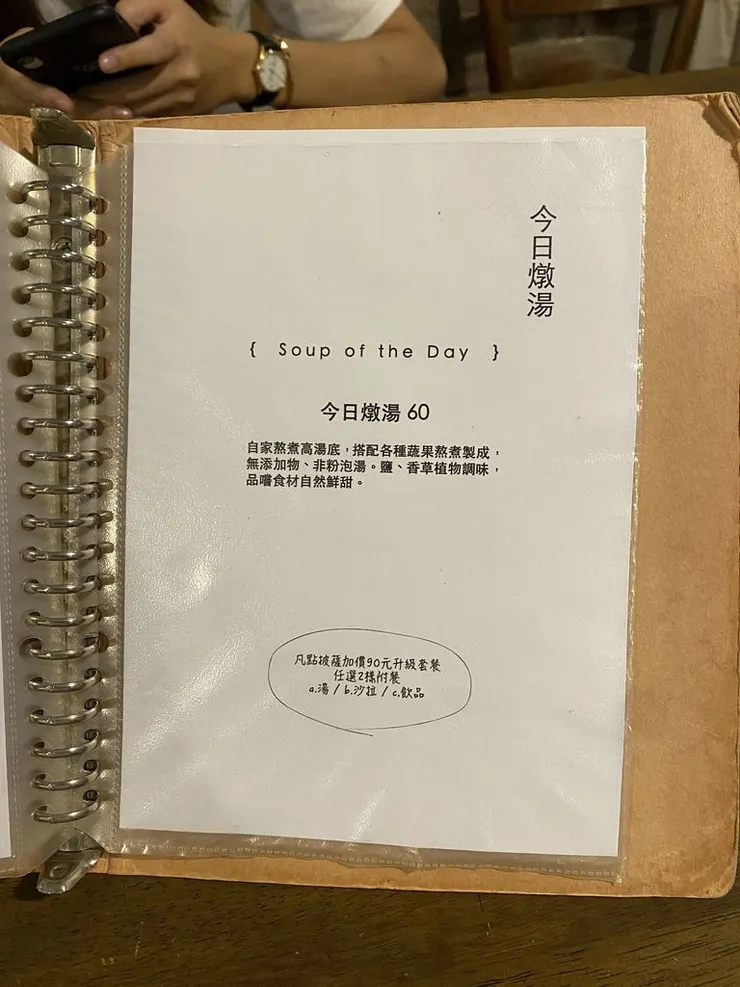 今日燉湯
{ Soup of the Day }
今日燉湯 60
自家熬煮高湯底，搭配各種蔬果熬煮製成，
無添加物、非粉泡湯。鹽、香草植物調味，
品嚐食材自然鮮甜。
凡點披薩加價90元升級套餐
任選2樣附餐
a.湯 / b.沙拉 / c.飲品